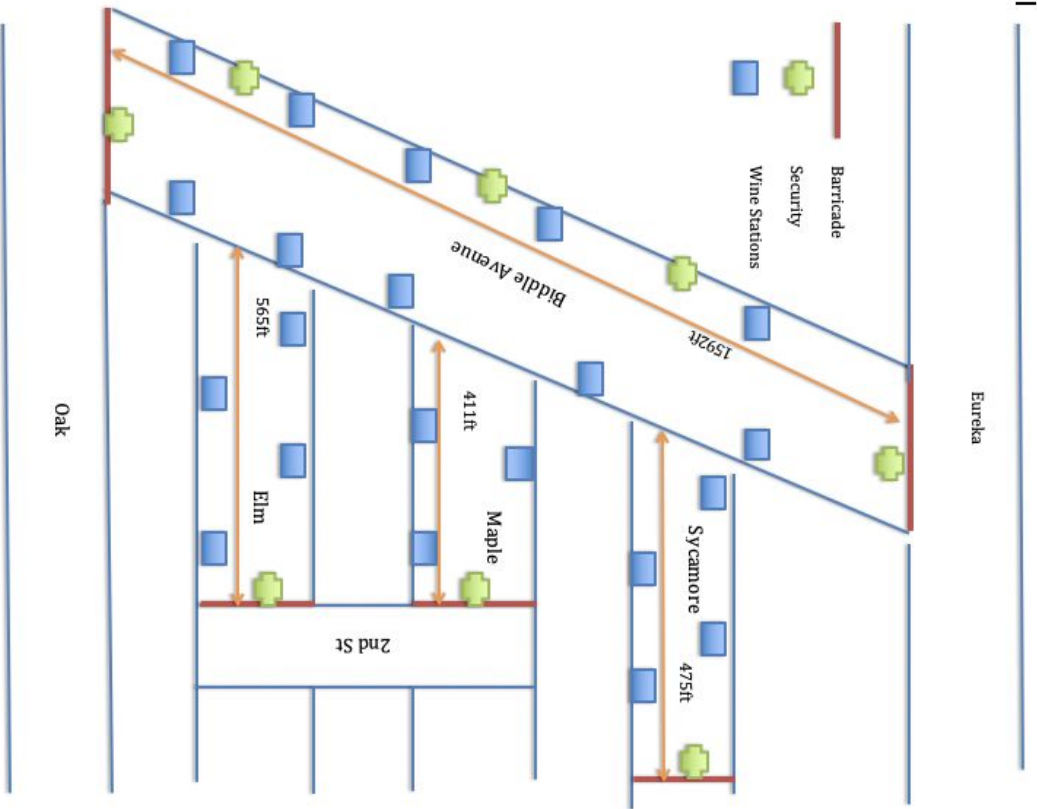 Barricade
Security
Wine Stations
Eureka
Biddle Avenue
1592ft
475ft
Sycamore
411ft
Maple
565ft
Elm
2nd St
Oak